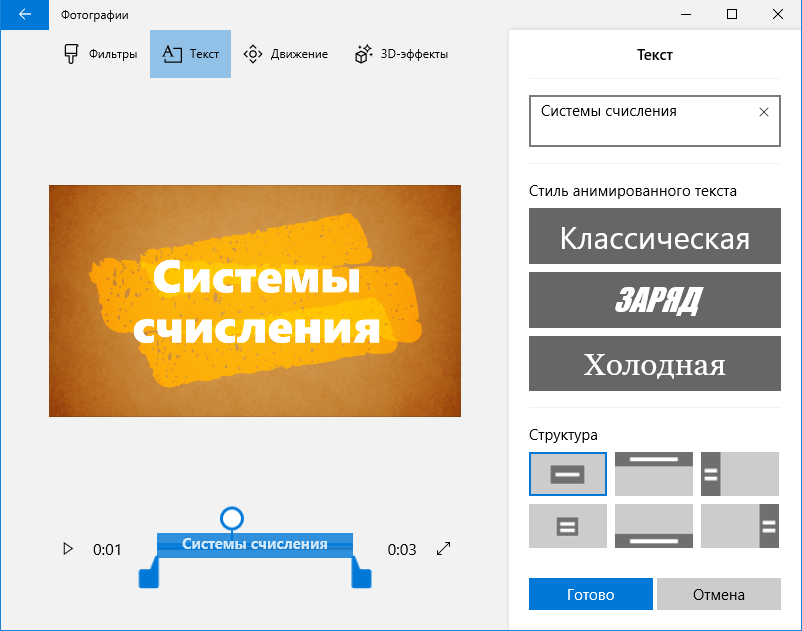 Фотографии
Фильтры
Текст
Движение
3D-эффекты
Текст
Системы счисления
Стиль анимированного текста
Классическая
ЗАРЯД
Холодная
Системы
счисления
Структура
0:01
Системы счисления
0:03
Готово
Отмена